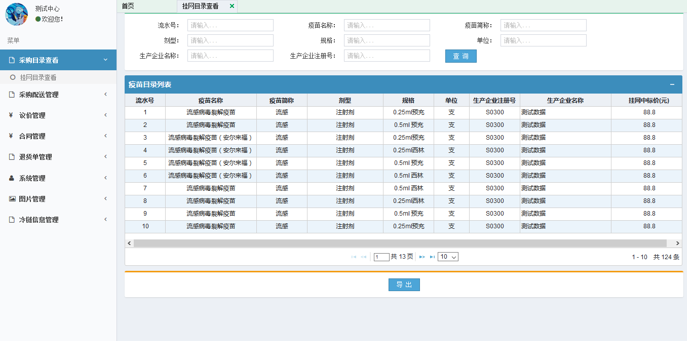 测试中心
欢迎您!
菜单
采购目录查看
挂网目录查看
采购配送管理
¥ 议价管理
¥ 合同管理
退货单管理
系统管理
图片管理
冷链信息管理
首页 挂网目录查看 ×
流水号: 请输入... 疫苗名称: 请输入... 疫苗简称: 请输入...
剂型: 请输入... 规格: 请输入... 单位: 请输入...
生产企业名称: 请输入... 生产企业注册号: 请输入... 查 询
疫苗目录列表
流水号 疫苗名称 疫苗简称 剂型 规格 单位 生产企业注册号 生产企业名称 挂网中标价(元)
1 流感病毒裂解疫苗 流感 注射剂 0.25ml预充 支 S0300 测试数据 88.8
2 流感病毒裂解疫苗 流感 注射剂 0.5ml 预充 支 S0300 测试数据 88.8
3 流感病毒裂解疫苗(安尔来福) 流感 注射剂 0.25ml预充 支 S0300 测试数据 88.8
4 流感病毒裂解疫苗(安尔来福) 流感 注射剂 0.25ml西林 支 S0300 测试数据 88.8
5 流感病毒裂解疫苗(安尔来福) 流感 注射剂 0.5ml 预充 支 S0300 测试数据 88.8
6 流感病毒裂解疫苗(安尔来福) 流感 注射剂 0.5ml 西林 支 S0300 测试数据 88.8
7 流感病毒裂解疫苗 流感 注射剂 0.5ml 西林 支 S0300 测试数据 88.8
8 流感病毒裂解疫苗 流感 注射剂 0.25ml西林 支 S0300 测试数据 88.8
9 流感病毒裂解疫苗 流感 注射剂 0.5ml 预充 支 S0300 测试数据 88.8
10 流感病毒裂解疫苗 流感 注射剂 0.25ml预充 支 S0300 测试数据 88.8
1 共 13 页 10 1 - 10 共 124 条
导 出